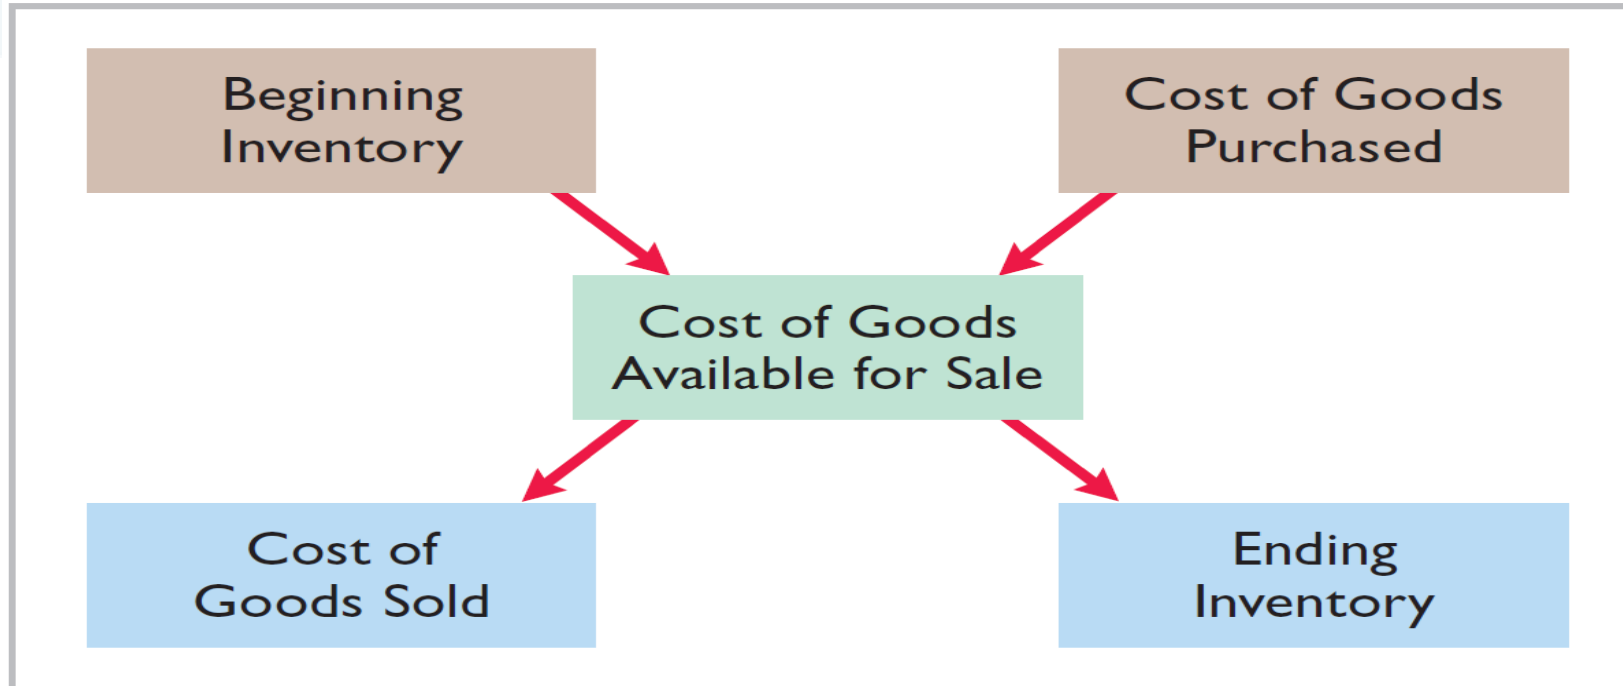 Beginning
Inventory
Cost of Goods
Purchased
Cost of Goods
Available for Sale
Cost of
Goods Sold
Ending
Inventory